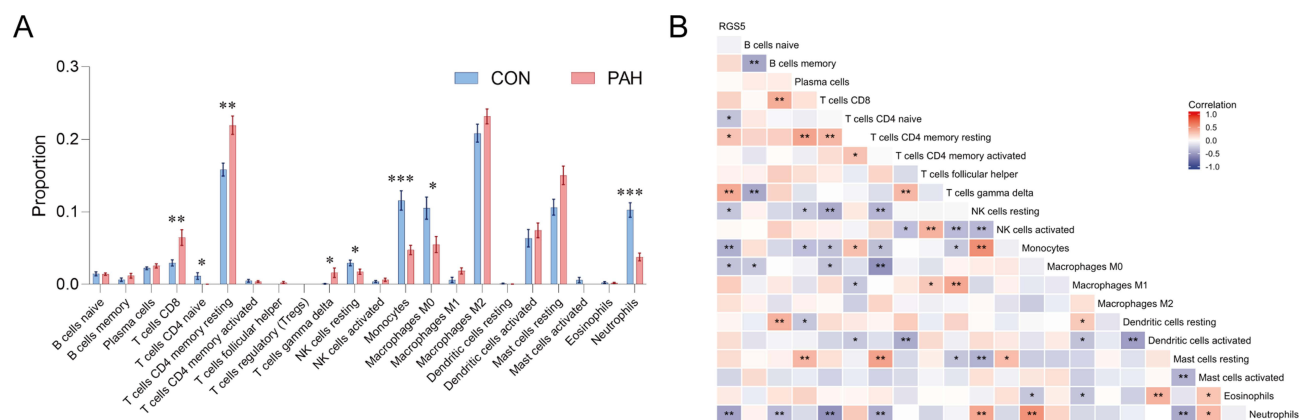 A
B
0.3
0.2
0.1
0.0
Proportion
CON
PAH
**
*
**
*
*
***
*
***
B cells naive
B cells memory
Plasma cells
T cells CD8
T cells CD4 naive
T cells CD4 memory resting
T cells CD4 memory activated
T cells follicular helper
T cells regulatory (Tregs)
T cells gamma delta
NK cells resting
NK cells activated
Monocytes
Macrophages M0
Macrophages M1
Macrophages M2
Dendritic cells resting
Dendritic cells activated
Mast cells resting
Mast cells activated
Eosinophils
Neutrophils
RGS5
B cells naive
** B cells memory
Plasma cells
** T cells CD8
* T cells CD4 naive
* ** ** T cells CD4 memory resting
* T cells CD4 memory activated
T cells follicular helper
** ** ** T cells gamma delta
* * ** ** NK cells resting
* ** ** ** NK cells activated
** * * * * * ** Monocytes
* * * ** Macrophages M0
* * ** Macrophages M1
Macrophages M2
** * * Dendritic cells resting
* ** * ** Dendritic cells activated
** ** * ** * Mast cells resting
** Mast cells activated
* * ** * Eosinophils
** ** ** ** ** ** ** * Neutrophils
Correlation
1.0
0.5
0.0
-0.5
-1.0